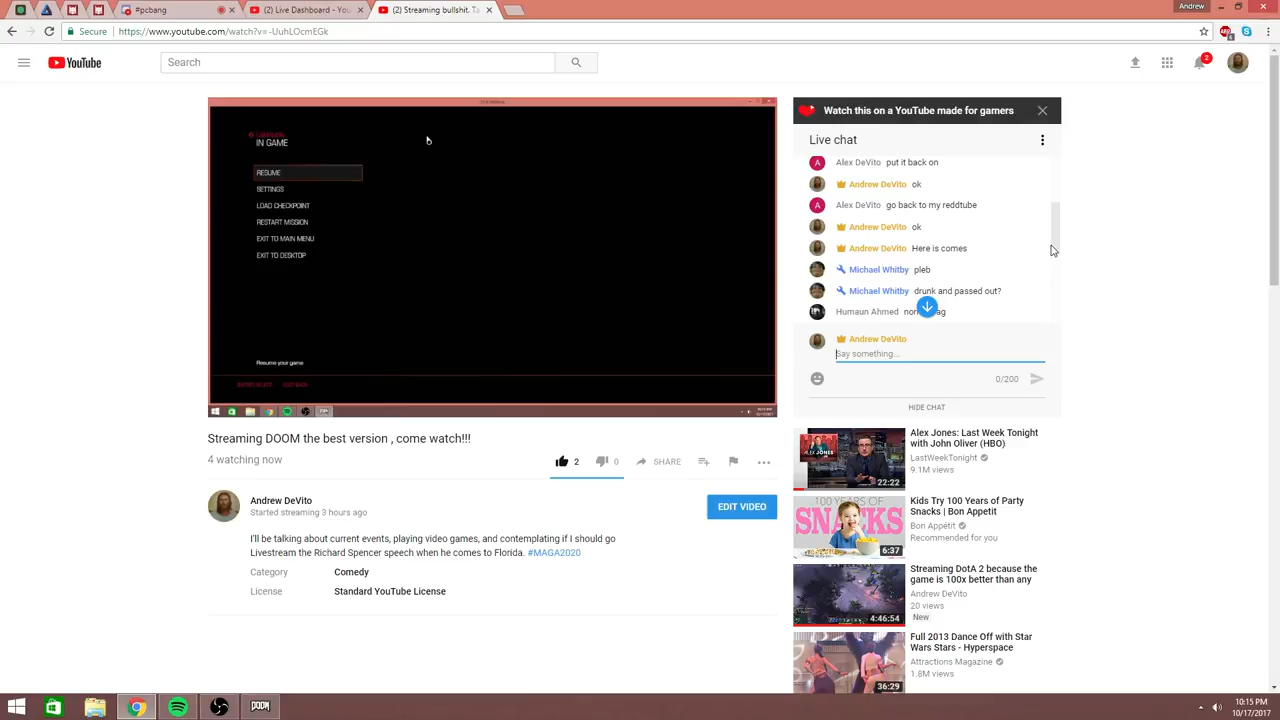 #pcbang
(2) Live Dashboard - You
(2) Streaming bullshit. Ta
Andrew
Secure
https://www.youtube.com/watch?v=-UuhLOcmEGk
YouTube
Search
2
IN GAME
RESUME
SETTINGS
LOAD CHECKPOINT
RESTART MISSION
EXIT TO MAIN MENU
EXIT TO DESKTOP
Resume your game
Streaming DOOM the best version , come watch!!!
4 watching now
2
0
SHARE
Andrew DeVito
Started streaming 3 hours ago
EDIT VIDEO
I'll be talking about current events, playing video games, and contemplating if I should go
Livestream the Richard Spencer speech when he comes to Florida. #MAGA2020
Category
Comedy
License
Standard YouTube License
Watch this on a YouTube made for gamers
Live chat
A
Alex DeVito put it back on
Andrew DeVito ok
A
Alex DeVito go back to my reddtube
Andrew DeVito ok
Andrew DeVito Here is comes
Michael Whitby pleb
Michael Whitby drunk and passed out?
Humaun Ahmed
Andrew DeVito
Say something...
0/200
HIDE CHAT
Alex Jones: Last Week Tonight
with John Oliver (HBO)
LastWeekTonight
9.1M views
22:22
Kids Try 100 Years of Party
Snacks | Bon Appetit
Bon Appétit
Recommended for you
100 YEARS OF
SNACKS
6:37
Streaming DotA 2 because the
game is 100x better than any
Andrew DeVito
20 views
New
4:46:54
Full 2013 Dance Off with Star
Wars Stars - Hyperspace
Attractions Magazine
1.8M views
36:29
DOOM
10:15 PM
10/17/2017